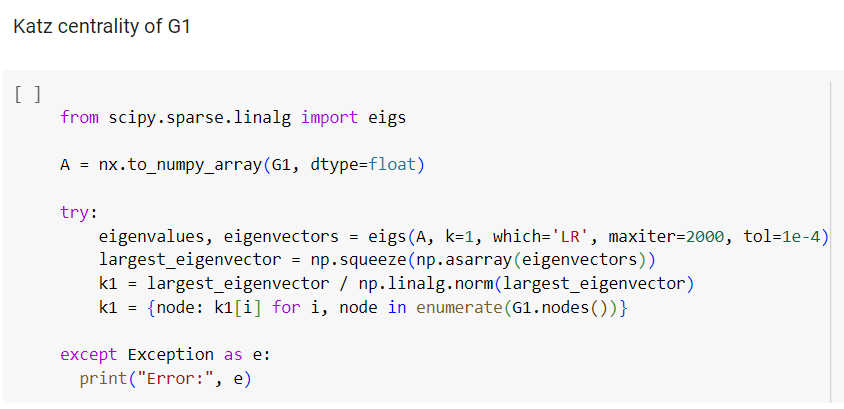 Katz centrality of G1
[ ]
from scipy.sparse.linalg import eigs
A = nx.to_numpy_array(G1, dtype=float)
try:
    eigenvalues, eigenvectors = eigs(A, k=1, which='LR', maxiter=2000, tol=1e-4)
    largest_eigenvector = np.squeeze(np.asarray(eigenvectors))
    k1 = largest_eigenvector / np.linalg.norm(largest_eigenvector)
    k1 = {node: k1[i] for i, node in enumerate(G1.nodes())}
except Exception as e:
  print("Error:", e)